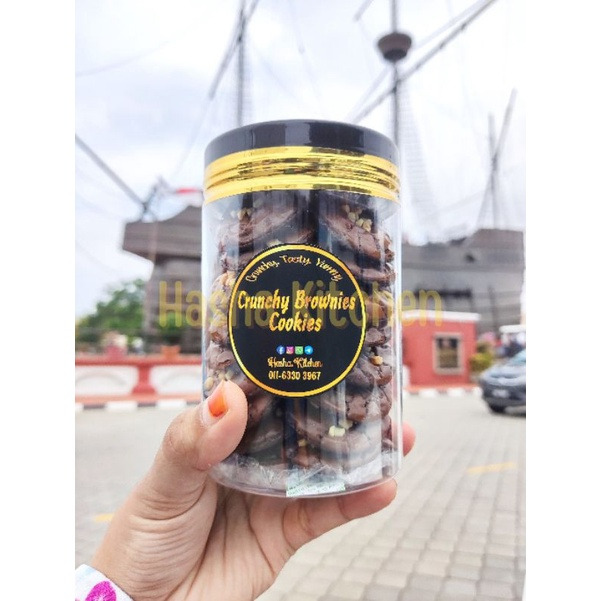 Crunchy, Tasty, Yummy
Crunchy Brownies
Cookies
Hasha Kitchen
011-6330 3967
Hasha Kitchen